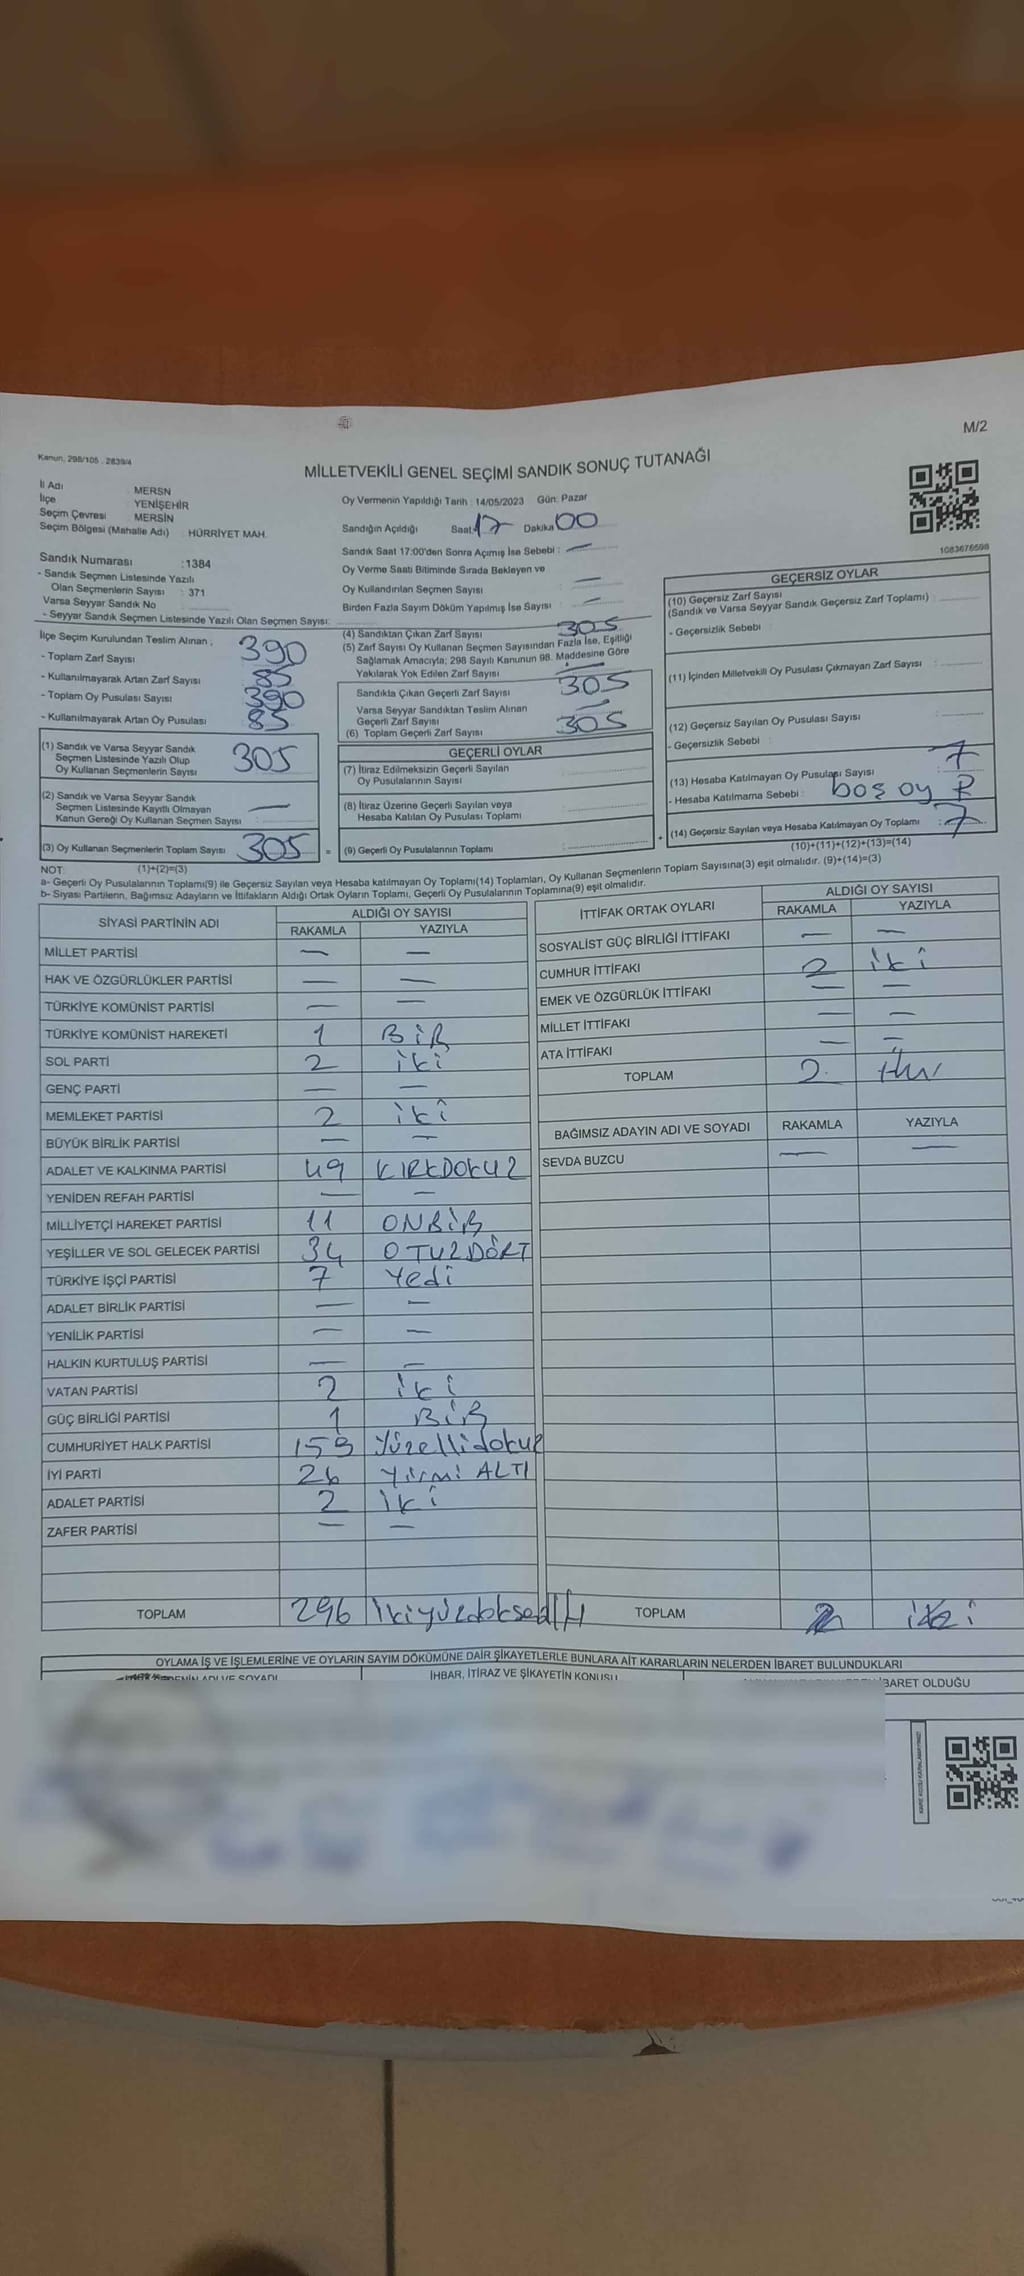 M/2
Kanun, 298/105 . 2839/4
MİLLETVEKİLİ GENEL SEÇİMİ SANDIK SONUÇ TUTANAĞI
İl Adı : MERSN
İlçe : YENİŞEHİR
Seçim Çevresi : MERSİN
Seçim Bölgesi (Mahalle Adı) : HÜRRİYET MAH.
Sandık Numarası : 1384
- Sandık Seçmen Listesinde Yazılı
Olan Seçmenlerin Sayısı : 371
Varsa Seyyar Sandık No
- Seyyar Sandık Seçmen Listesinde Yazılı Olan Seçmen Sayısı:
Oy Vermenin Yapıldığı Tarih : 14/05/2023 Gün: Pazar
Sandığın Açıldığı Saat 17 Dakika 00
Sandık Saat 17:00'den Sonra Açımış İse Sebebi : —
Oy Verme Saati Bitiminde Sırada Bekleyen ve
Oy Kullandırılan Seçmen Sayısı : —
Birden Fazla Sayım Döküm Yapılmış İse Sayısı : —
1083676598
İlçe Seçim Kurulundan Teslim Alınan ;
- Toplam Zarf Sayısı 390
- Kullanılmayarak Artan Zarf Sayısı : 85
- Toplam Oy Pusulası Sayısı : 390
- Kullanılmayarak Artan Oy Pusulası : 85
(1) Sandık ve Varsa Seyyar Sandık
Seçmen Listesinde Yazılı Olup
Oy Kullanan Seçmenlerin Sayısı 305
(2) Sandık ve Varsa Seyyar Sandık
Seçmen Listesinde Kayıtlı Olmayan
Kanun Gereği Oy Kullanan Seçmen Sayısı : —
(3) Oy Kullanan Seçmenlerin Toplam Sayısı : 305 =
(4) Sandıktan Çıkan Zarf Sayısı 305
(5) Zarf Sayısı Oy Kullanan Seçmen Sayısından Fazla İse, Eşitliği
Sağlamak Amacıyla; 298 Sayılı Kanunun 98. Maddesine Göre
Yakılarak Yok Edilen Zarf Sayısı —
Sandıkla Çıkan Geçerli Zarf Sayısı 305
Varsa Seyyar Sandıktan Teslim Alınan
Geçerli Zarf Sayısı —
(6) Toplam Geçerli Zarf Sayısı 305
GEÇERLİ OYLAR
(7) İtiraz Edilmeksizin Geçerli Sayılan
Oy Pusulalarının Sayısı
(8) İtiraz Üzerine Geçerli Sayılan veya
Hesaba Katılan Oy Pusulası Toplamı
(9) Geçerli Oy Pusulalarının Toplamı +
GEÇERSİZ OYLAR
(10) Geçersiz Zarf Sayısı
(Sandık ve Varsa Seyyar Sandık Geçersiz Zarf Toplamı) :
- Geçersizlik Sebebi :
(11) İçinden Milletvekili Oy Pusulası Çıkmayan Zarf Sayısı :
(12) Geçersiz Sayılan Oy Pusulası Sayısı :
- Geçersizlik Sebebi :
(13) Hesaba Katılmayan Oy Pusulası Sayısı : 7
- Hesaba Katılmama Sebebi : boş oy
(14) Geçersiz Sayılan veya Hesaba Katılmayan Oy Toplamı : 7
(10)+(11)+(12)+(13)=(14)
NOT: (1)+(2)=(3)
a- Geçerli Oy Pusulalarının Toplamı(9) ile Geçersiz Sayılan veya Hesaba katılmayan Oy Toplamı(14) Toplamları, Oy Kullanan Seçmenlerin Toplam Sayısına(3) eşit olmalıdır. (9)+(14)=(3)
b- Siyasi Partilerin, Bağımsız Adayların ve İttifakların Aldığı Ortak Oyların Toplamı, Geçerli Oy Pusulalarının Toplamına(9) eşit olmalıdır.
SİYASİ PARTİNİN ADI ALDIĞI OY SAYISI
RAKAMLA YAZIYLA
MİLLET PARTİSİ — —
HAK VE ÖZGÜRLÜKLER PARTİSİ — —
TÜRKİYE KOMÜNİST PARTİSİ — —
TÜRKİYE KOMÜNİST HAREKETİ 1 BİR
SOL PARTİ 2 iki
GENÇ PARTİ — —
MEMLEKET PARTİSİ 2 iki
BÜYÜK BİRLİK PARTİSİ — —
ADALET VE KALKINMA PARTİSİ 49 KIRKDOKUZ
YENİDEN REFAH PARTİSİ — —
MİLLİYETÇİ HAREKET PARTİSİ 11 ONBİR
YEŞİLLER VE SOL GELECEK PARTİSİ 34 OTUZDÖRT
TÜRKİYE İŞÇİ PARTİSİ 7 Yedi
ADALET BİRLİK PARTİSİ — —
YENİLİK PARTİSİ — —
HALKIN KURTULUŞ PARTİSİ — —
VATAN PARTİSİ 2 iki
GÜÇ BİRLİĞİ PARTİSİ 1 BİR
CUMHURİYET HALK PARTİSİ 159 Yüzellidokuz
İYİ PARTİ 26 Yirmi ALTI
ADALET PARTİSİ 2 iki
ZAFER PARTİSİ — —
TOPLAM 296 ikiyüzdoksanaltı
İTTİFAK ORTAK OYLARI ALDIĞI OY SAYISI
RAKAMLA YAZIYLA
SOSYALİST GÜÇ BİRLİĞİ İTTİFAKI — —
CUMHUR İTTİFAKI 2 iki
EMEK VE ÖZGÜRLÜK İTTİFAKI — —
MİLLET İTTİFAKI — —
ATA İTTİFAKI — —
TOPLAM 2
BAĞIMSIZ ADAYIN ADI VE SOYADI RAKAMLA YAZIYLA
SEVDA BUZCU — —
TOPLAM 2 iki
OYLAMA İŞ VE İŞLEMLERİNE VE OYLARIN SAYIM DÖKÜMÜNE DAİR ŞİKAYETLERLE BUNLARA AİT KARARLARIN NELERDEN İBARET BULUNDUKLARI
ADI VE SOYADI İHBAR, İTİRAZ VE ŞİKAYETİN KONUSU İBARET OLDUĞU
KARE KODU KARALAMAYINIZ!